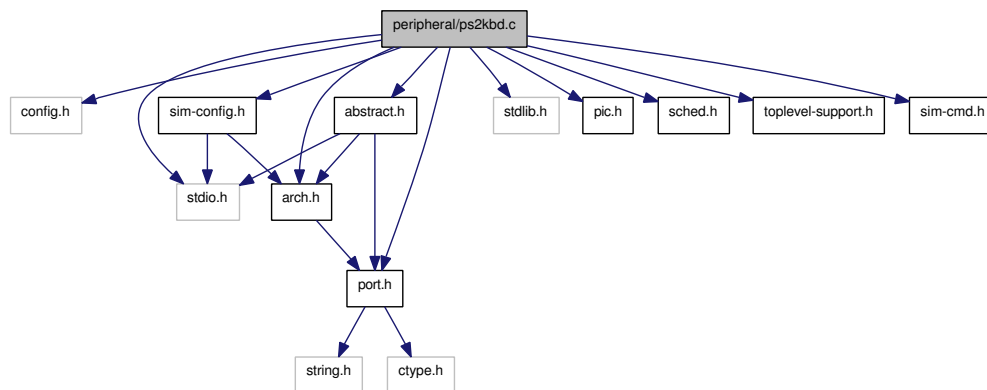 peripheral/ps2kbd.c
config.h
sim-config.h
abstract.h
stdlib.h
pic.h
sched.h
toplevel-support.h
sim-cmd.h
stdio.h
arch.h
port.h
string.h
ctype.h